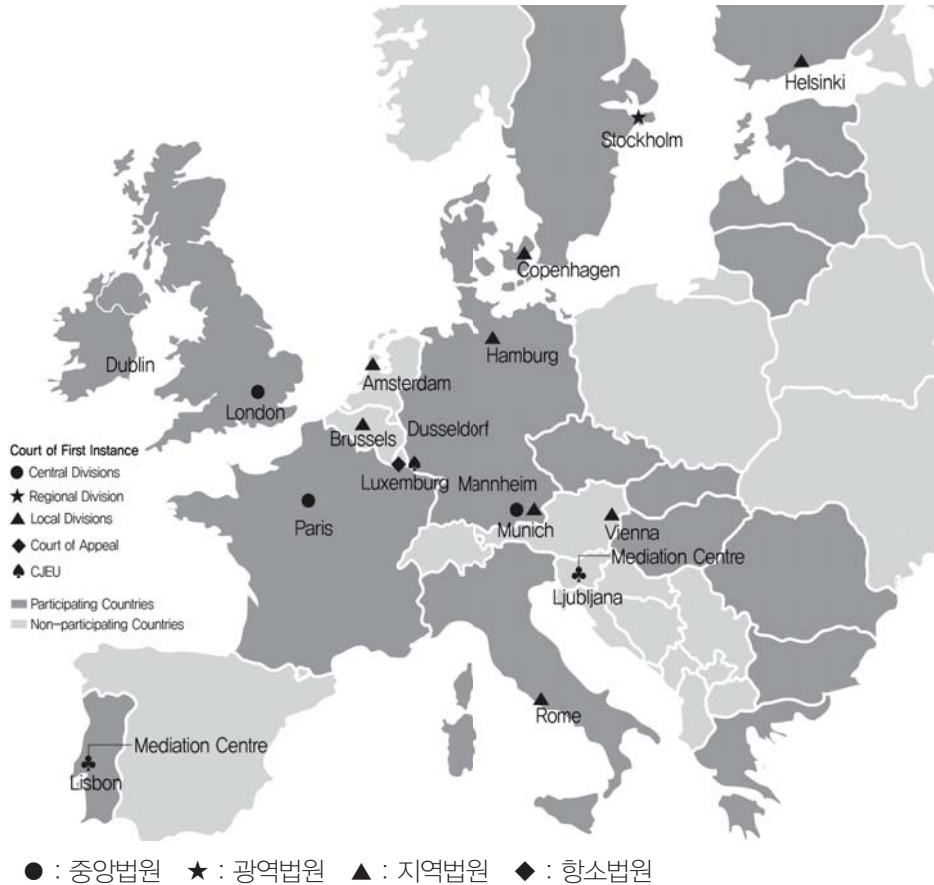 Helsinki
Stockholm
Copenhagen
Hamburg
Dublin
Amsterdam
London
Brussels
Dusseldorf
Court of First Instance
Central Divisions
Regional Division
Local Divisions
Court of Appeal
CJEU
Participating Countries
Non-participating Countries
Luxemburg
Mannheim
Paris
Munich
Vienna
Mediation Centre
Ljubljana
Rome
Mediation Centre
Lisbon
● : 중앙법원 ★ : 광역법원 ▲ : 지역법원 ◆ : 항소법원